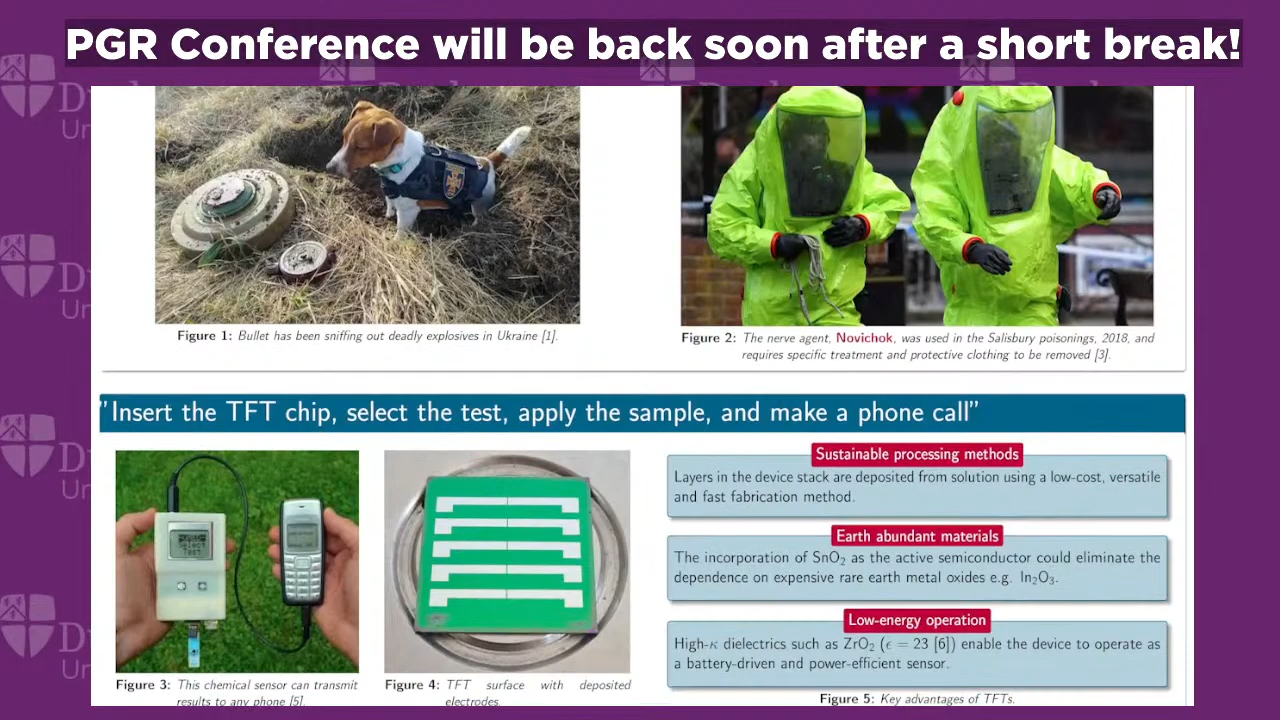 PGR Conference will be back soon after a short break!
Figure 1: Bullet has been sniffing out deadly explosives in Ukraine [1].
Figure 2: The nerve agent, Novichok, was used in the Salisbury poisonings, 2018, and
requires specific treatment and protective clothing to be removed [3].
"Insert the TFT chip, select the test, apply the sample, and make a phone call"
Select
Test
Figure 3: This chemical sensor can transmit
results to any phone [5].
Figure 4: TFT surface with deposited
electrodes.
Sustainable processing methods
Layers in the device stack are deposited from solution using a low-cost, versatile
and fast fabrication method.
Earth abundant materials
The incorporation of SnO₂ as the active semiconductor could eliminate the
dependence on expensive rare earth metal oxides e.g. In₂O₃.
Low-energy operation
High-κ dielectrics such as ZrO₂ (ϵ = 23 [6]) enable the device to operate as
a battery-driven and power-efficient sensor.
Figure 5: Key advantages of TFTs.